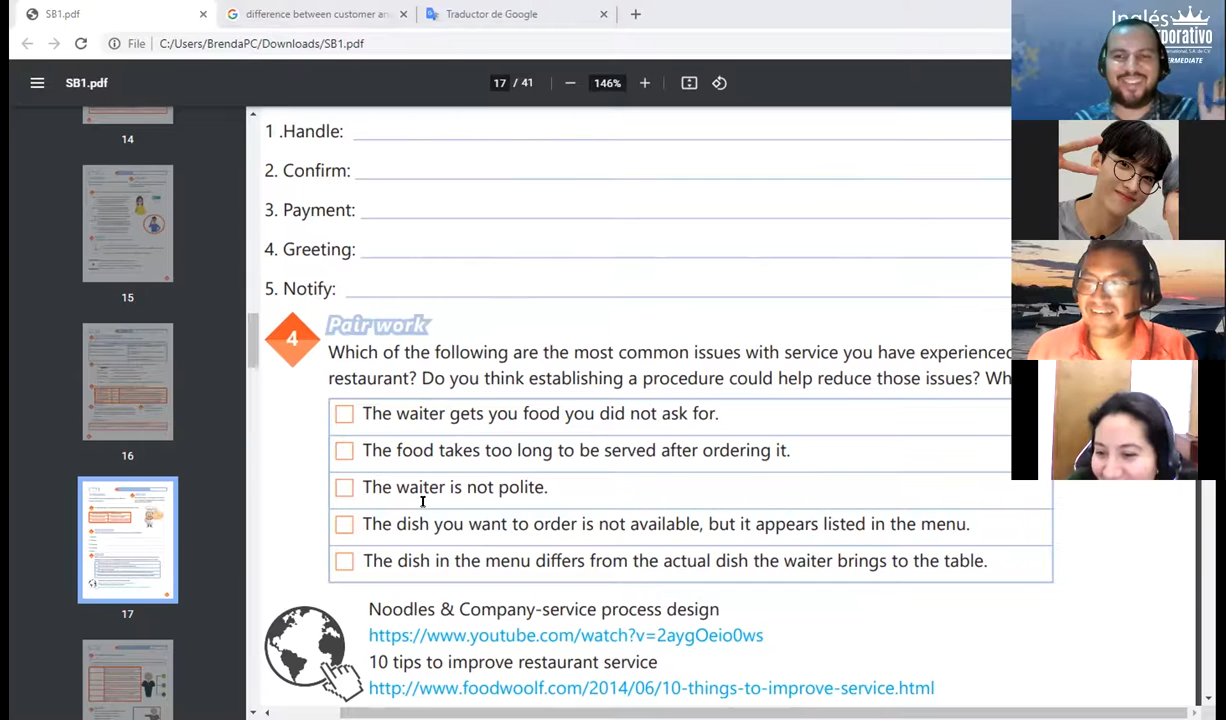 SB1.pdf
difference between customer an
Traductor de Google
File
C:/Users/BrendaPC/Downloads/SB1.pdf
Inglés
SB1.pdf
17 / 41
146%
14
15
16
17
1 .Handle:
2. Confirm:
3. Payment:
4. Greeting:
5. Notify:
4
Pair work
Which of the following are the most common issues with service you have experienced
restaurant? Do you think establishing a procedure could help reduce those issues? Wh
The waiter gets you food you did not ask for.
The food takes too long to be served after ordering it.
The waiter is not polite.
The dish you want to order is not available, but it appears listed in the menu.
The dish in the menu differs from the actual dish the waiter brings to the table.
Noodles & Company-service process design
https://www.youtube.com/watch?v=2aygOeio0ws
10 tips to improve restaurant service
http://www.foodwoolf.com/2014/06/10-things-to-improve-service.html